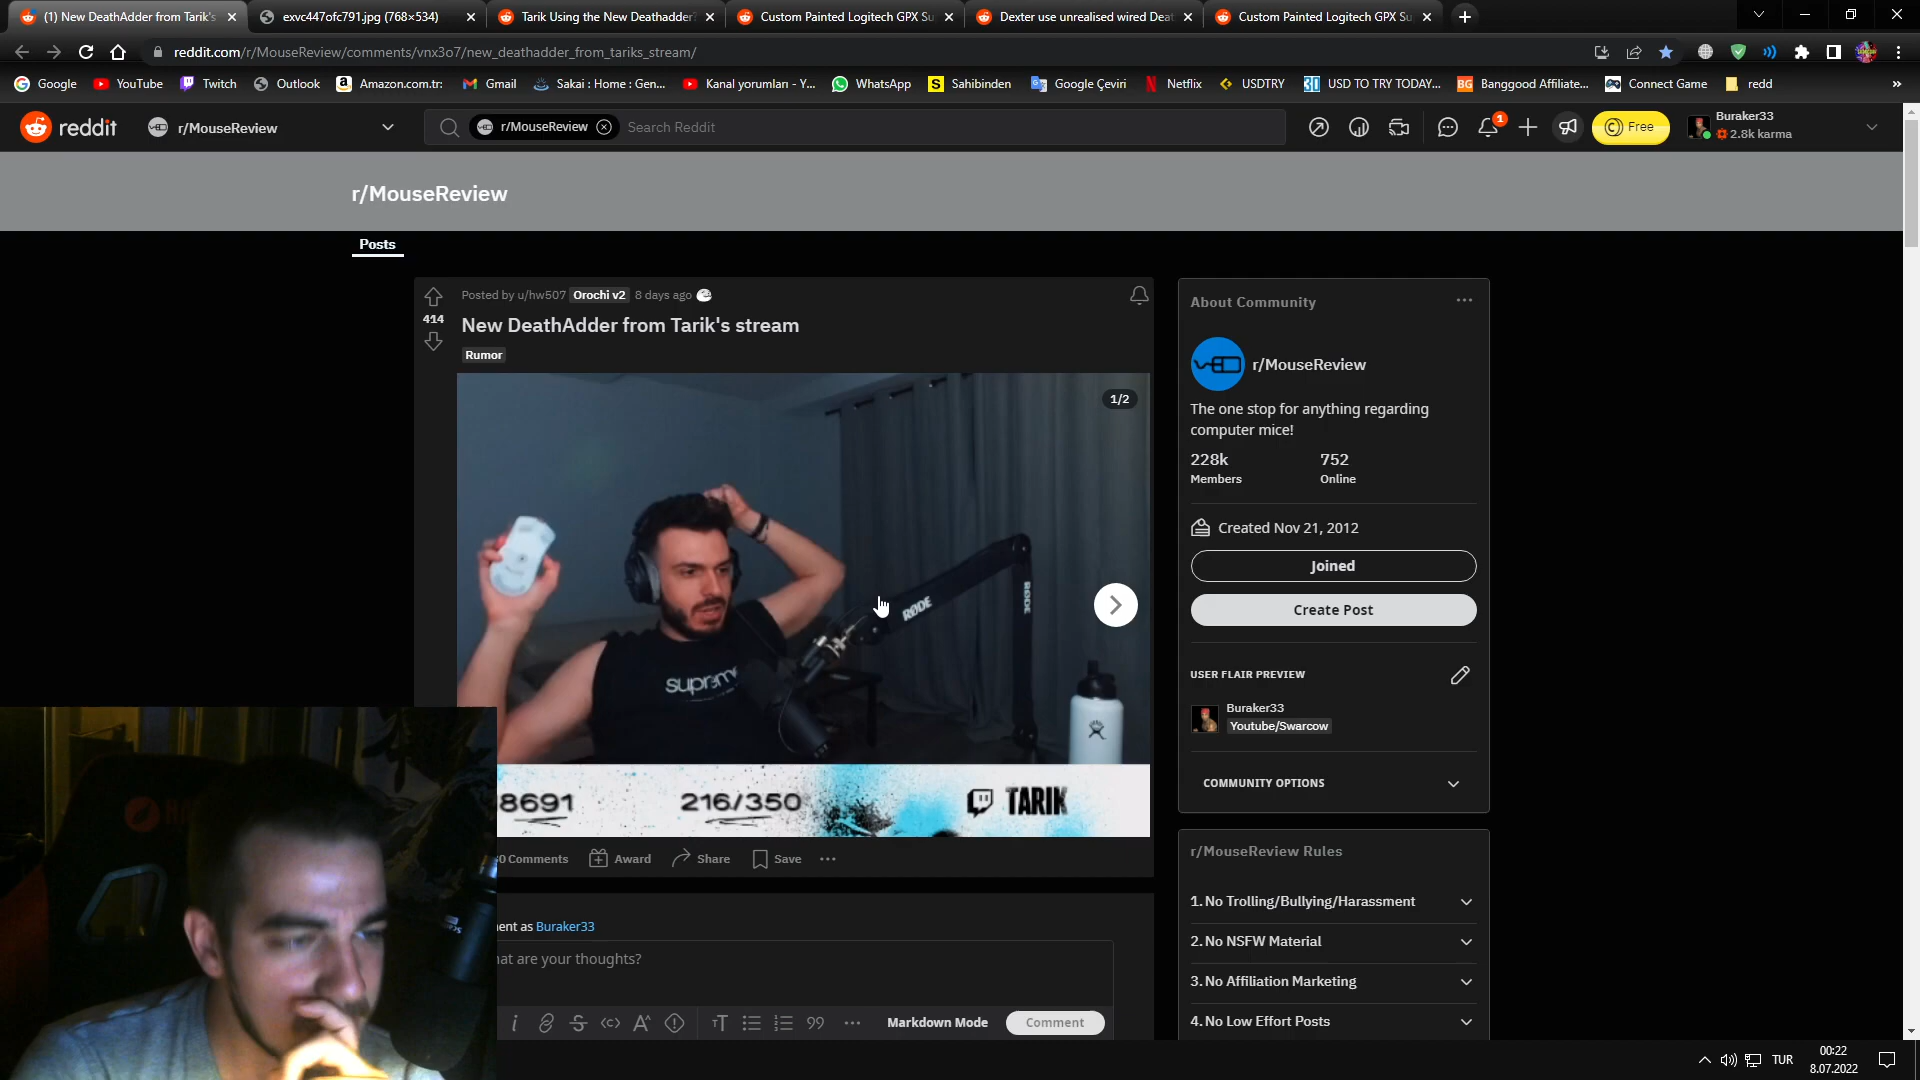 (1) New DeathAdder from Tarik's
exvc447ofc791.jpg (768×534)
Tarik Using the New Deathadder
Custom Painted Logitech GPX Su
Dexter use unrealised wired Dea
Custom Painted Logitech GPX Su
reddit.com/r/MouseReview/comments/vnx3o7/new_deathadder_from_tariks_stream/
Google
YouTube
Twitch
Outlook
Amazon.com.tr:
Gmail
Sakai : Home : Gen...
Kanal yorumları - Y...
WhatsApp
Sahibinden
Google Çeviri
Netflix
USDTRY
USD TO TRY TODAY...
Banggood Affiliate...
Connect Game
redd
»
reddit
r/MouseReview
r/MouseReview
Search Reddit
1
Free
Buraker33
2.8k karma
r/MouseReview
Posts
414
Posted by u/hw507 Orochi v2 8 days ago
New DeathAdder from Tarik's stream
Rumor
1/2
RØDE
RØDE
supreme
8691
216/350
TARIK
0 Comments
Award
Share
Save
ent as Buraker33
hat are your thoughts?
Markdown Mode
Comment
About Community
r/MouseReview
The one stop for anything regarding
computer mice!
228k
Members
752
Online
Created Nov 21, 2012
Joined
Create Post
USER FLAIR PREVIEW
Buraker33
Youtube/Swarcow
COMMUNITY OPTIONS
r/MouseReview Rules
1. No Trolling/Bullying/Harassment
2. No NSFW Material
3. No Affiliation Marketing
4. No Low Effort Posts
TUR
00:22
8.07.2022